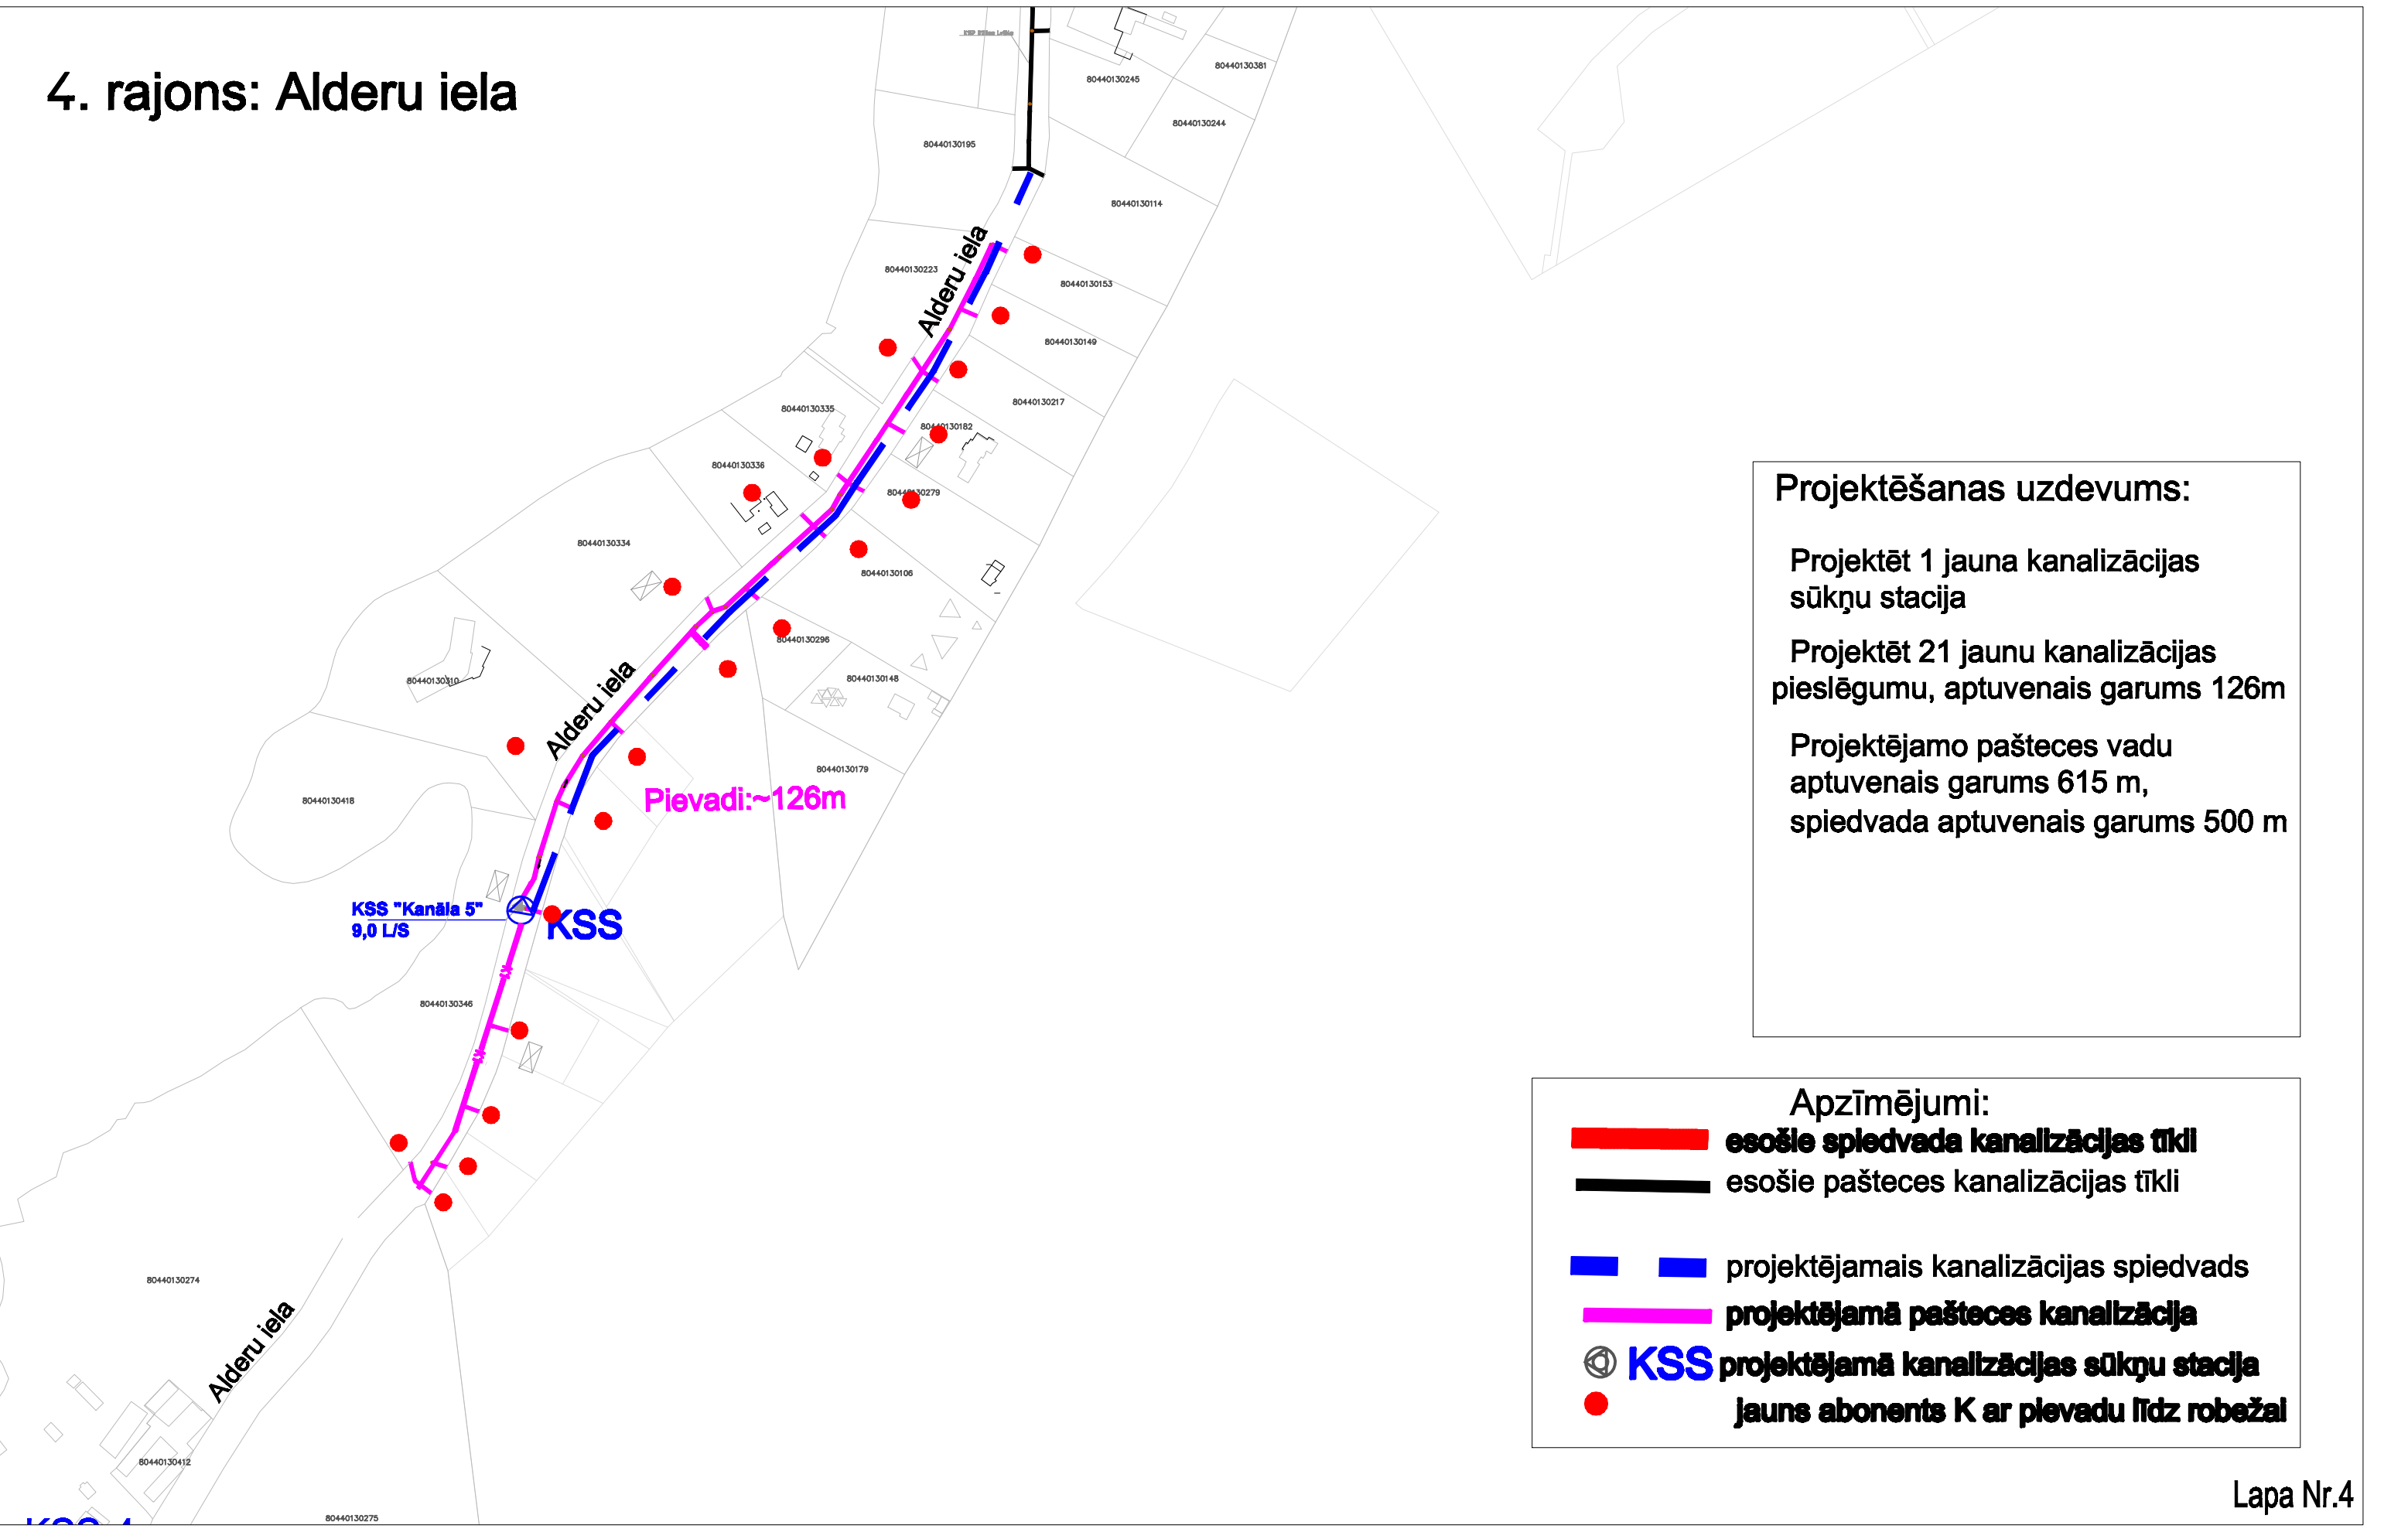 4. rajons: Alderu iela
80440130381
80440130245
80440130244
80440130195
80440130114
Alderu iela
80440130223
80440130153
80440130149
80440130217
80440130335
80440130182
80440130336
80440130279
80440130334
80440130106
80440130296
80440130310
80440130148
Alderu iela
80440130179
80440130418
Pievadi:~126m
KSS "Kanāla 5"
9,0 L/S
KSS
80440130346
80440130274
Alderu iela
80440130412
80440130275
Projektēšanas uzdevums:
Projektēt 1 jauna kanalizācijas
sūkņu stacija
Projektēt 21 jaunu kanalizācijas
pieslēgumu, aptuvenais garums 126m
Projektējamo pašteces vadu
aptuvenais garums 615 m,
spiedvada aptuvenais garums 500 m
Apzīmējumi:
esošie spiedvada kanalizācijas tīkli
esošie pašteces kanalizācijas tīkli
projektējamais kanalizācijas spiedvads
projektējamā pašteces kanalizācija
KSS projektējamā kanalizācijas sūkņu stacija
jauns abonents K ar pievadu līdz robežai
Lapa Nr.4